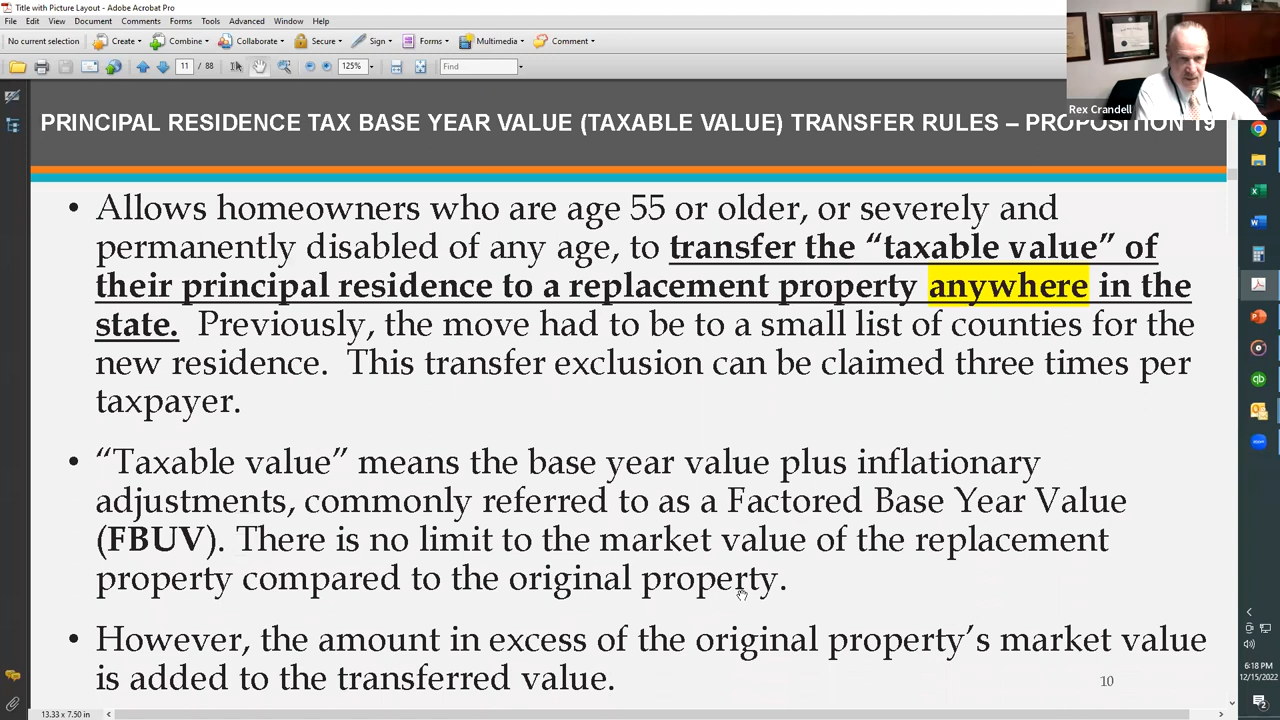 Title with Picture Layout - Adobe Acrobat Pro
File Edit View Document Comments Forms Tools Advanced Window Help
No current selection Create Combine Collaborate Secure Sign Forms Multimedia Comment
11 / 88 125% Find
Rex Crandell
PRINCIPAL RESIDENCE TAX BASE YEAR VALUE (TAXABLE VALUE) TRANSFER RULES – PROPOSITION 19
• Allows homeowners who are age 55 or older, or severely and
permanently disabled of any age, to transfer the “taxable value” of
their principal residence to a replacement property anywhere in the
state. Previously, the move had to be to a small list of counties for the
new residence. This transfer exclusion can be claimed three times per
taxpayer.
• “Taxable value” means the base year value plus inflationary
adjustments, commonly referred to as a Factored Base Year Value
(FBUV). There is no limit to the market value of the replacement
property compared to the original property.
• However, the amount in excess of the original property’s market value
is added to the transferred value.
10
13.33 x 7.50 in
6:18 PM
12/15/2022